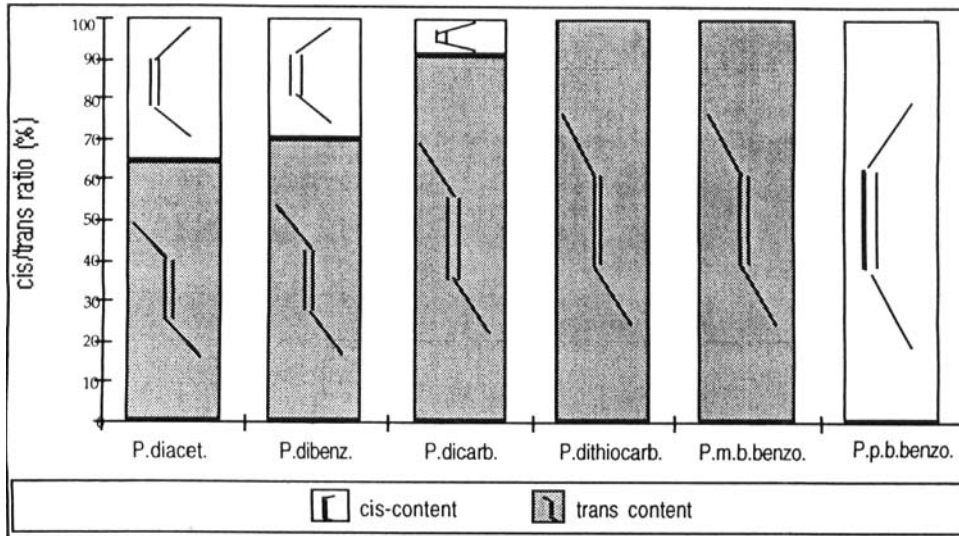 cis/trans ratio (%)
100
90
80
70
60
50
40
30
20
10
0
P.diacet.
P.dibenz.
P.dicarb.
P.dithiocarb.
P.m.b.benzo.
P.p.b.benzo.
cis-content
trans content